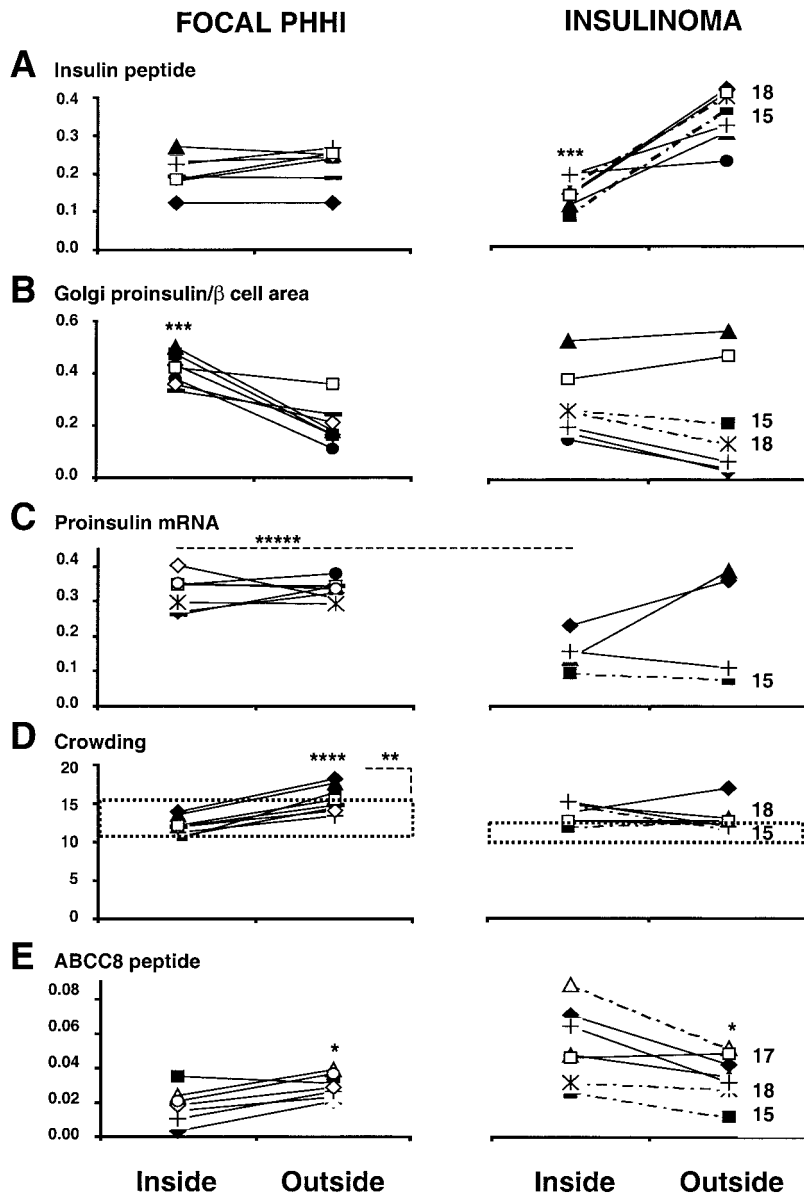 FOCAL PHHI
INSULINOMA
A
Insulin peptide
0.4
0.3
0.2
0.1
0.0
***
18
15
B
Golgi proinsulin/β cell area
0.6
0.4
0.2
0.0
***
15
18
C
Proinsulin mRNA
0.4
0.3
0.2
0.1
0.0
*****
15
D
Crowding
20
15
10
5
0
****
**
18
15
E
ABCC8 peptide
0.08
0.06
0.04
0.02
0.00
*
*
17
18
15
Inside
Outside
Inside
Outside